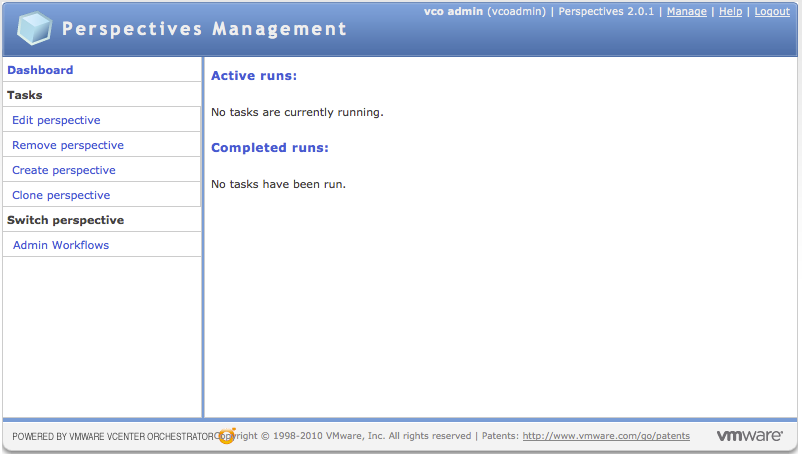 Perspectives Management
vco admin (vcoadmin) | Perspectives 2.0.1 | Manage | Help | Logout
Dashboard
Tasks
Edit perspective
Remove perspective
Create perspective
Clone perspective
Switch perspective
Admin Workflows
Active runs:
No tasks are currently running.
Completed runs:
No tasks have been run.
POWERED BY VMWARE VCENTER ORCHESTRATOR
Copyright © 1998-2010 VMware, Inc. All rights reserved | Patents: http://www.vmware.com/go/patents
vmware